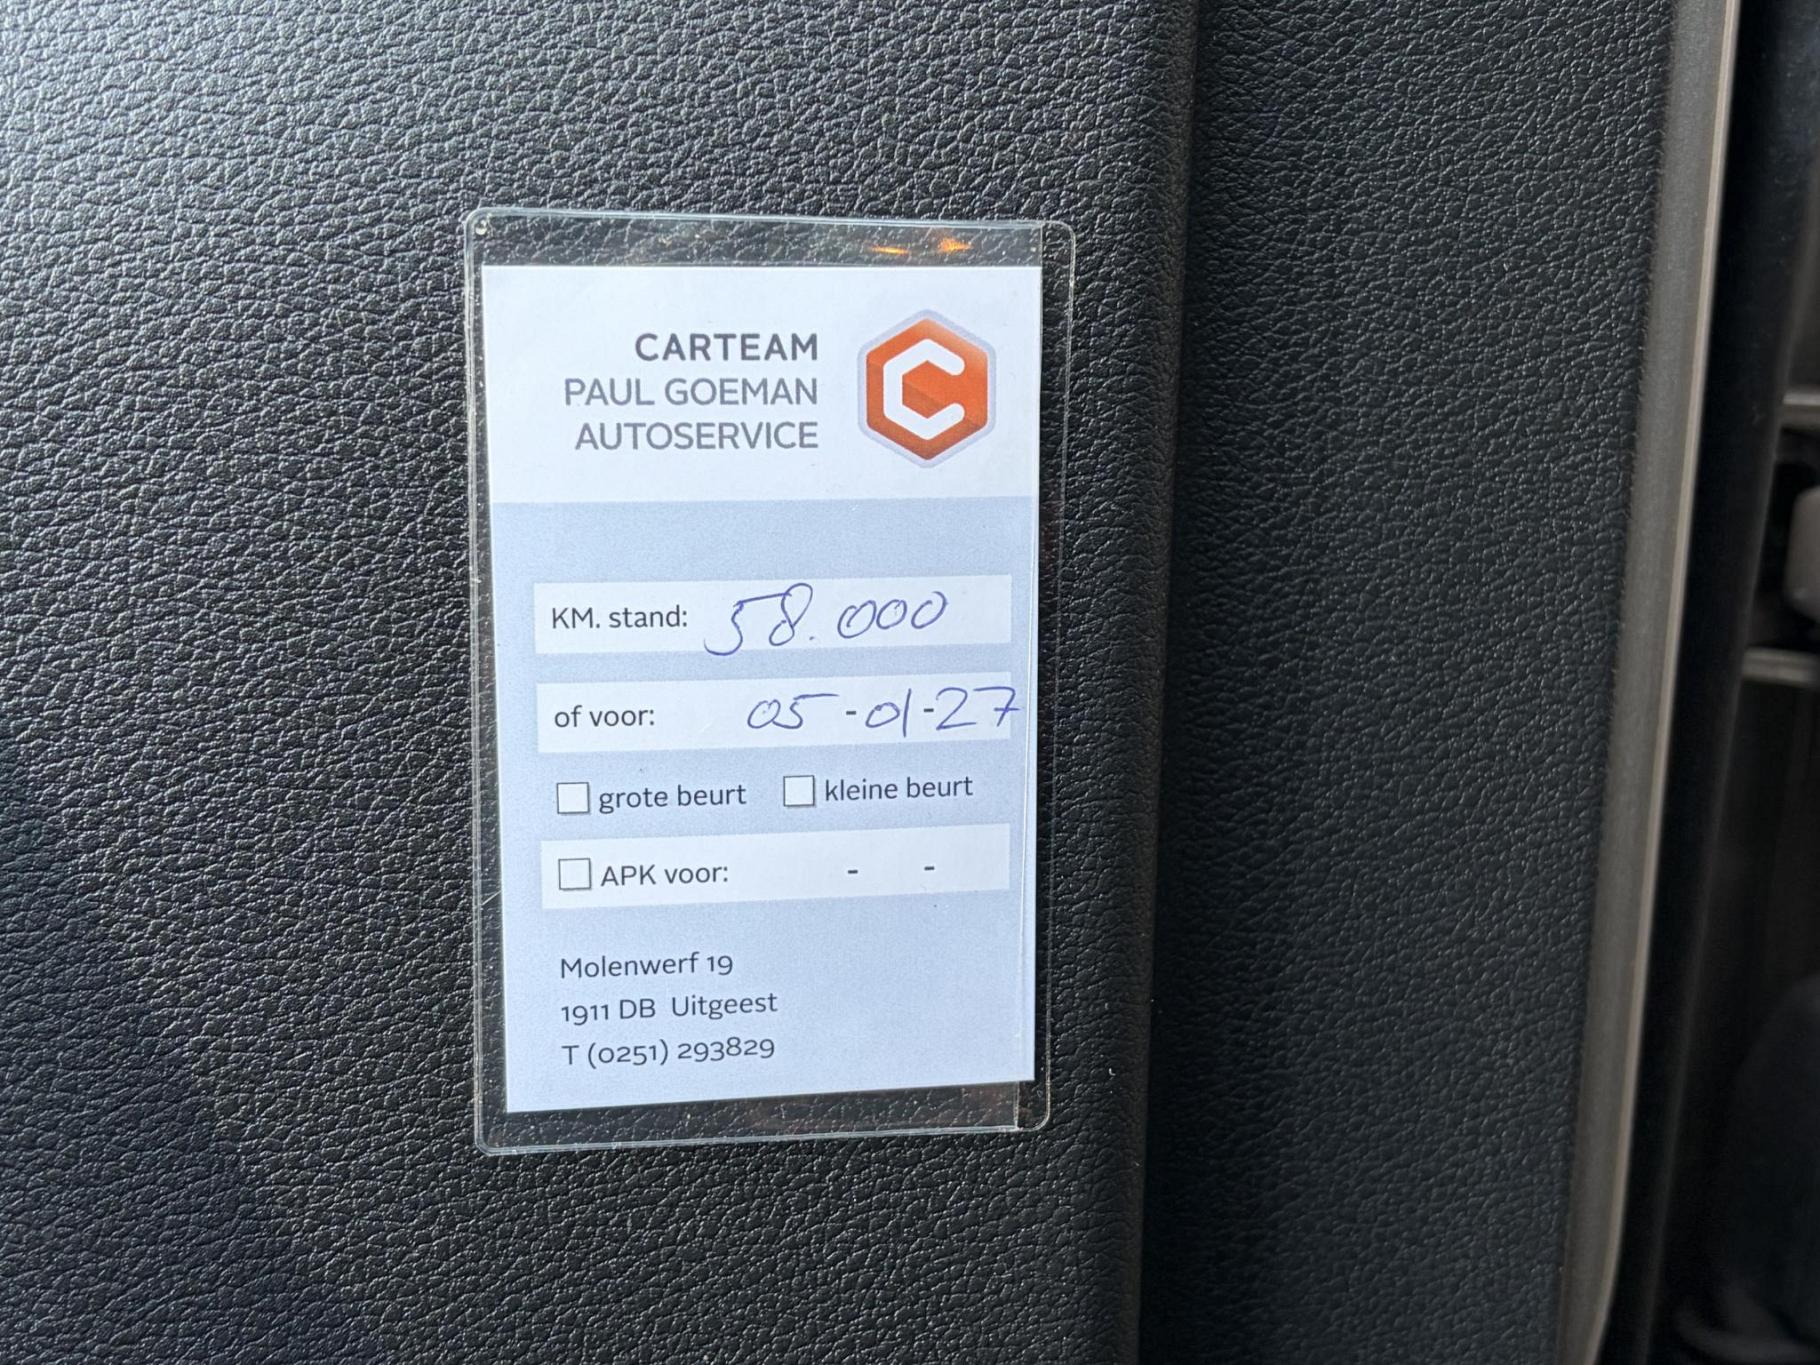 CARTEAM
PAUL GOEMAN
AUTOSERVICE
KM. stand: 58.000
of voor: 05-01-27
grote beurt kleine beurt
APK voor: - -
Molenwerf 19
1911 DB Uitgeest
T (0251) 293829